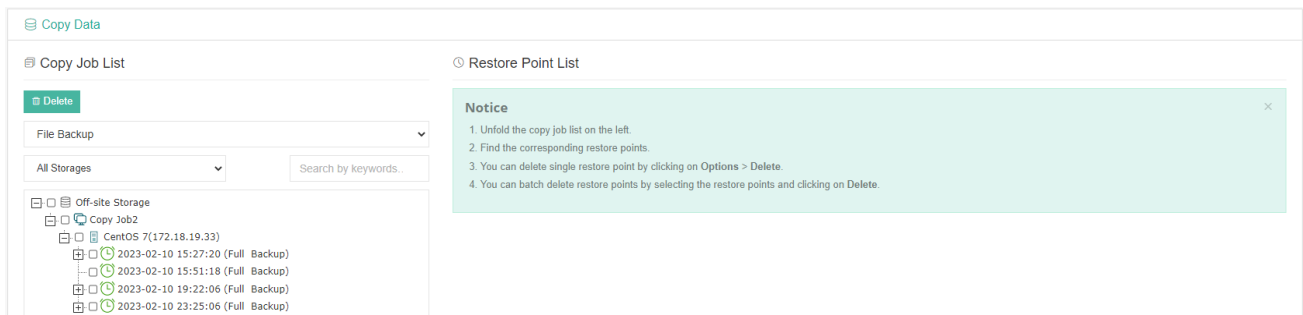 Copy Data
Copy Job List
Delete
File Backup
All Storages
Search by keywords..
Off-site Storage
Copy Job2
CentOS 7(172.18.19.33)
2023-02-10 15:27:20 (Full Backup)
2023-02-10 15:51:18 (Full Backup)
2023-02-10 19:22:06 (Full Backup)
2023-02-10 23:25:06 (Full Backup)
Restore Point List
Notice
1. Unfold the copy job list on the left.
2. Find the corresponding restore points.
3. You can delete single restore point by clicking on Options > Delete.
4. You can batch delete restore points by selecting the restore points and clicking on Delete.